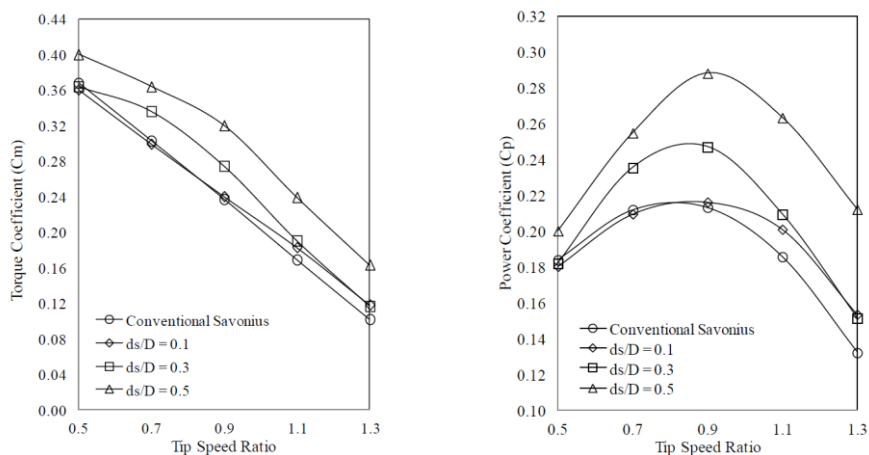 0.44
0.40
0.36
0.32
0.28
0.24
0.20
0.16
0.12
0.08
0.04
0.00
Torque Coefficient (Cm)
Conventional Savonius
ds/D = 0.1
ds/D = 0.3
ds/D = 0.5
0.5 0.7 0.9 1.1 1.3
Tip Speed Ratio
0.32
0.30
0.28
0.26
0.24
0.22
0.20
0.18
0.16
0.14
0.12
0.10
Power Coefficient (Cp)
Conventional Savonius
ds/D = 0.1
ds/D = 0.3
ds/D = 0.5
0.5 0.7 0.9 1.1 1.3
Tip Speed Ratio